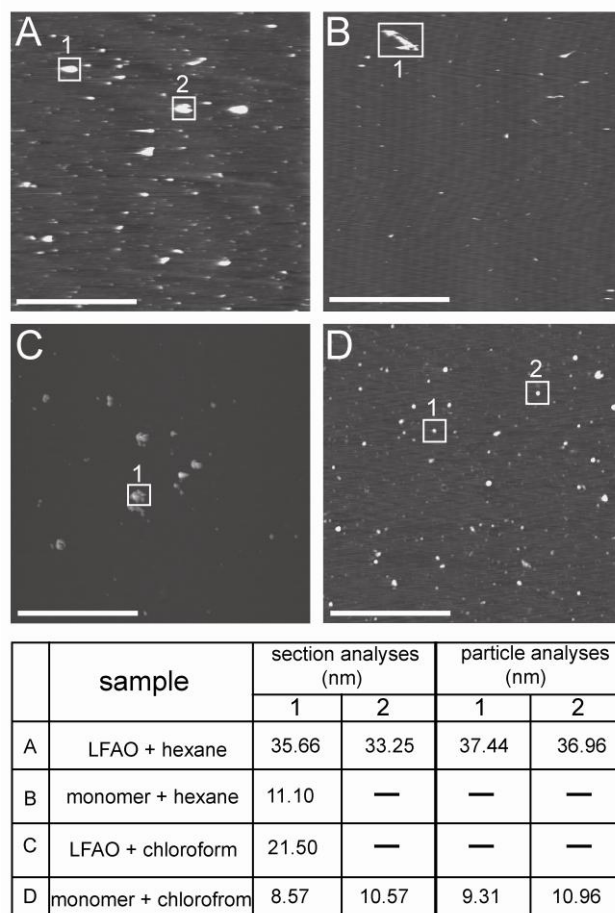 A
1
2
B
1
C
1
D
1
2
sample
section analyses
(nm)
particle analyses
(nm)
1 2 1 2
A LFAO + hexane 35.66 33.25 37.44 36.96
B monomer + hexane 11.10 — — —
C LFAO + chloroform 21.50 — — —
D monomer + chlorofrom 8.57 10.57 9.31 10.96